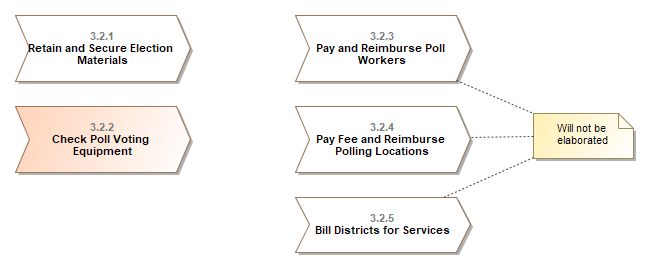 3.2.1
Retain and Secure Election
Materials
3.2.2
Check Poll Voting
Equipment
3.2.3
Pay and Reimburse Poll
Workers
3.2.4
Pay Fee and Reimburse
Polling Locations
3.2.5
Bill Districts for Services
Will not be
elaborated